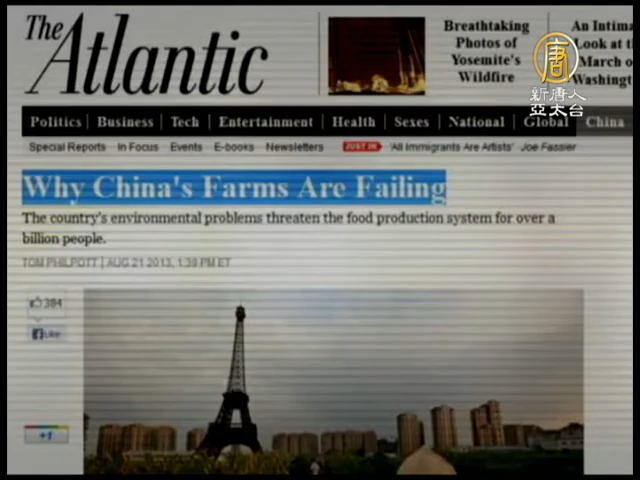 The
Atlantic
Breathtaking
Photos of
Yosemite's
Wildfire
An Intima
Look at t
March o
Washingt
新唐人
亞太台
唐
Politics
Business
Tech
Entertainment
Health
Sexes
National
Global
China
Special Reports
In Focus
Events
E-books
Newsletters
JUST IN
'All Immigrants Are Artists' Joe Fassler
Why China's Farms Are Failing
The country's environmental problems threaten the food production system for over a
billion people.
TOM PHILPOTT | AUG 21 2013, 1:39 PM ET
384
Like
+1